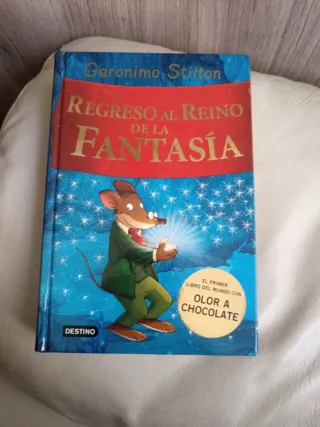 Geronimo Stilton
REGRESO AL REINO
DE LA
FANTASÍA
EL PRIMER
LIBRO DEL MUNDO CON
OLOR A
CHOCOLATE
DESTINO